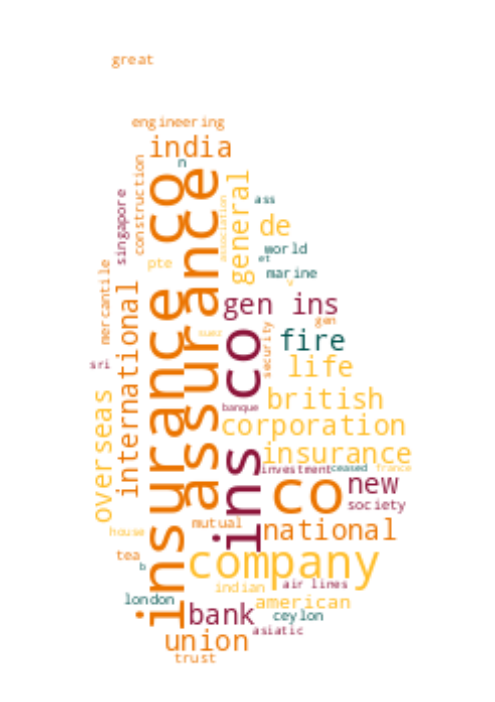 great
engineering
india
n
construction
singapore
insurance co
assurance
association
general
ass
de
world
et
marine
v
pte
mercantile
international
gen ins
gen
fire
security
suez
ins co
life
sri
overseas
banque
british
corporation
insurance
investment
ceased
france
co
new
society
mutual
national
house
tea
b
company
indian
air lines
american
london
bank
ceylon
asiatic
union
trust